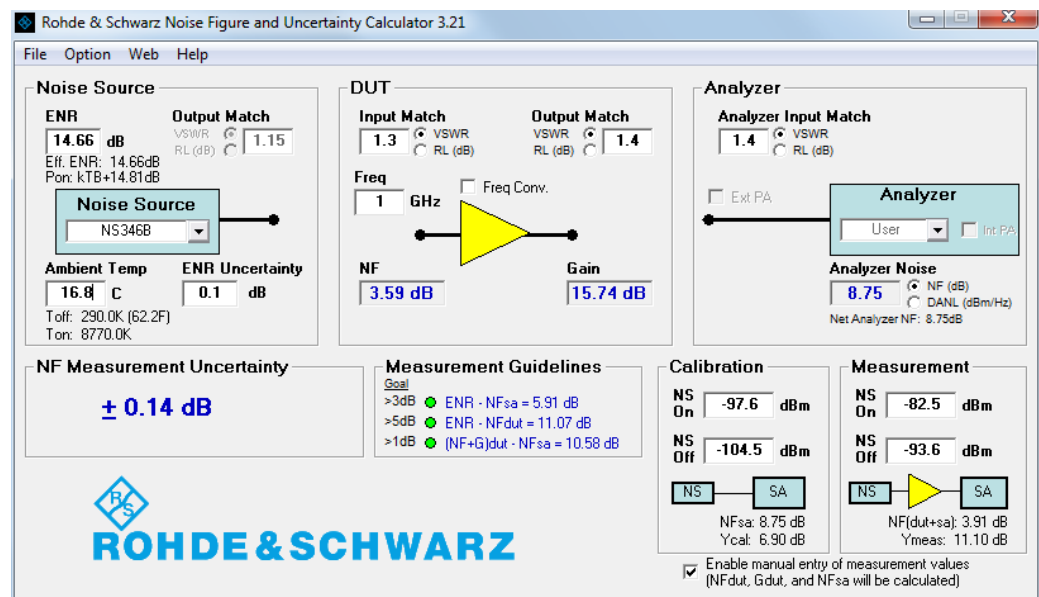 Rohde & Schwarz Noise Figure and Uncertainty Calculator 3.21
File Option Web Help
Noise Source
ENR
14.66 dB
Eff. ENR: 14.66dB
Pon: kTB+14.81dB
Output Match
VSWR
RL (dB)
1.15
Noise Source
NS346B
Ambient Temp
16.8 C
Toff: 290.0K (62.2F)
Ton: 8770.0K
ENR Uncertainty
0.1 dB
DUT
Input Match
1.3
VSWR
RL (dB)
Output Match
VSWR
RL (dB)
1.4
Freq
1 GHz
Freq Conv.
NF
3.59 dB
Gain
15.74 dB
Analyzer
Analyzer Input Match
1.4
VSWR
RL (dB)
Ext PA
Analyzer
User
Int PA
Analyzer Noise
8.75
NF (dB)
DANL (dBm/Hz)
Net Analyzer NF: 8.75dB
NF Measurement Uncertainty
± 0.14 dB
Measurement Guidelines
Goal
>3dB ENR - NFsa = 5.91 dB
>5dB ENR - NFdut = 11.07 dB
>1dB (NF+G)dut - NFsa = 10.58 dB
Calibration
NS On -97.6 dBm
NS Off -104.5 dBm
NS SA
NFsa: 8.75 dB
Ycal: 6.90 dB
Measurement
NS On -82.5 dBm
NS Off -93.6 dBm
NS SA
NF(dut+sa): 3.91 dB
Ymeas: 11.10 dB
Enable manual entry of measurement values
(NFdut, Gdut, and NFsa will be calculated)
R S
ROHDE & SCHWARZ